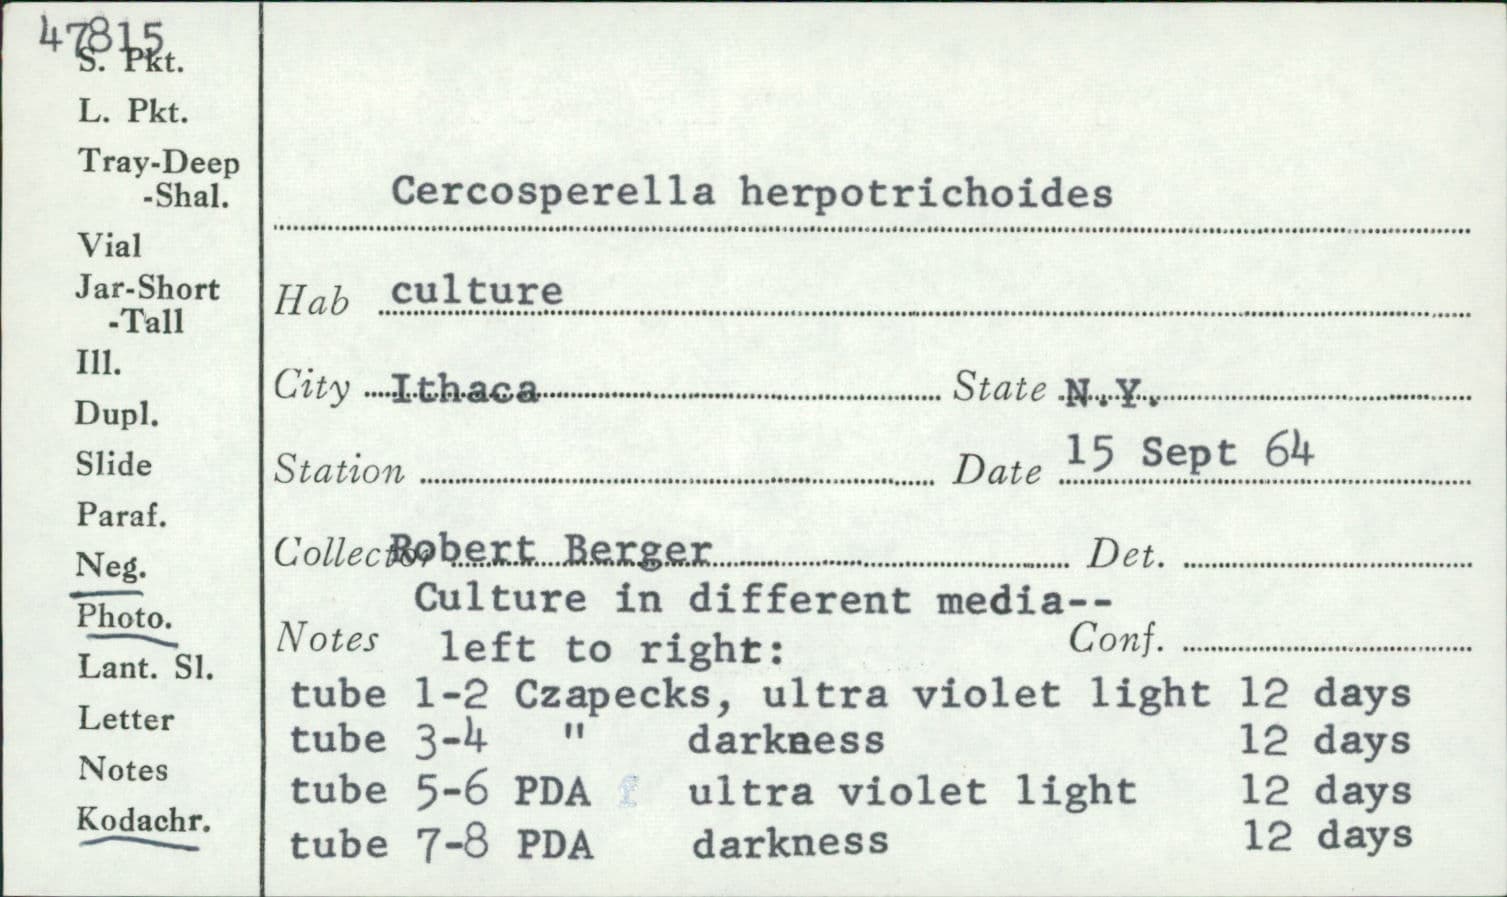 47815
S. Pkt.
L. Pkt.
Tray-Deep
-Shal.
Vial
Jar-Short
-Tall
Ill.
Dupl.
Slide
Paraf.
Neg.
Photo.
Lant. Sl.
Letter
Notes
Kodachr.
Cercosperella herpotrichoides
Hab culture
City Ithaca State N.Y.
Station Date 15 Sept 64
Collector Robert Berger Det.
Culture in different media--
Notes left to right: Conf.
tube 1-2 Czapecks, ultra violet light 12 days
tube 3-4 " darkness 12 days
tube 5-6 PDA f ultra violet light 12 days
tube 7-8 PDA darkness 12 days